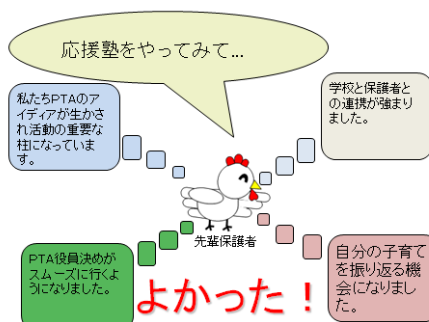 応援塾をやってみて...
私たちPTAのア
イディアが生かさ
れ活動の重要な
柱になっていま
す。
学校と保護者と
の連携が強まり
ました。
先輩保護者
PTA役員決めが
スムーズに行くよ
うになりました。
自分の子育て
を振り返る機
会になりまし
た。
よかった！